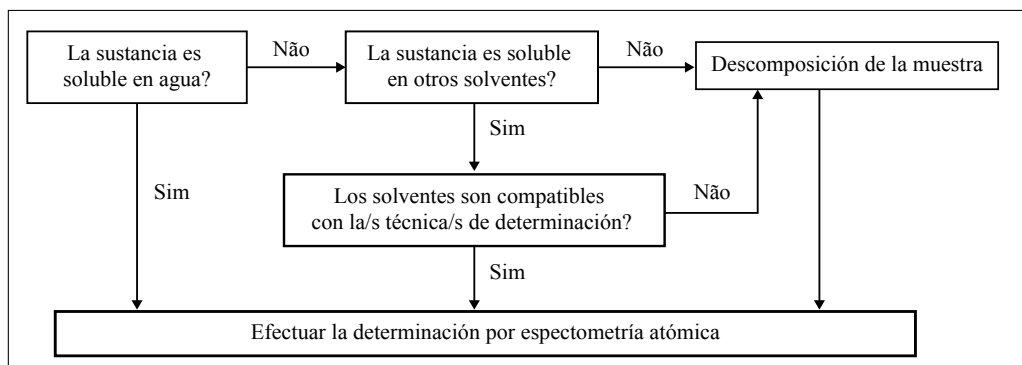 La sustancia es
soluble en agua?
Não
La sustancia es soluble
en otros solventes?
Não
Descomposición de la muestra
Sim
Sim
Los solventes son compatibles
con la/s técnica/s de determinación?
Não
Sim
Efectuar la determinación por espectometría atómica